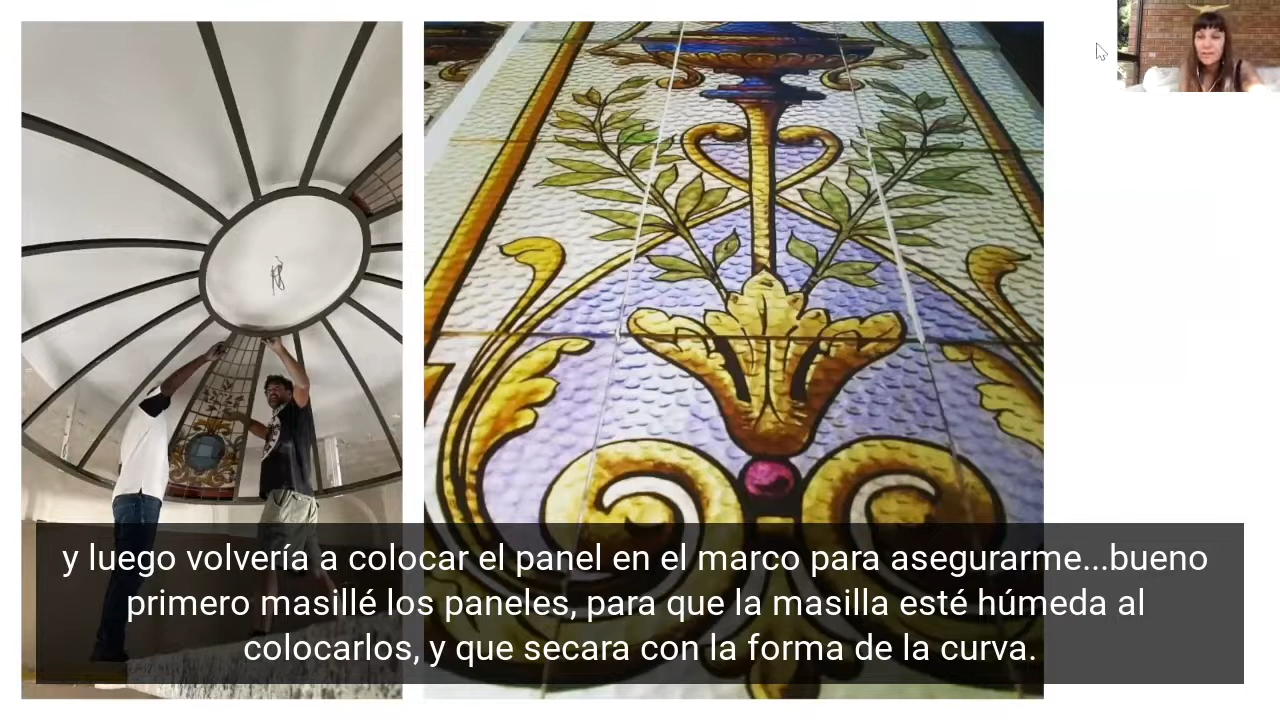 y luego volvería a colocar el panel en el marco para asegurarme...bueno
primero masillé los paneles, para que la masilla esté húmeda al
colocarlos, y que secara con la forma de la curva.